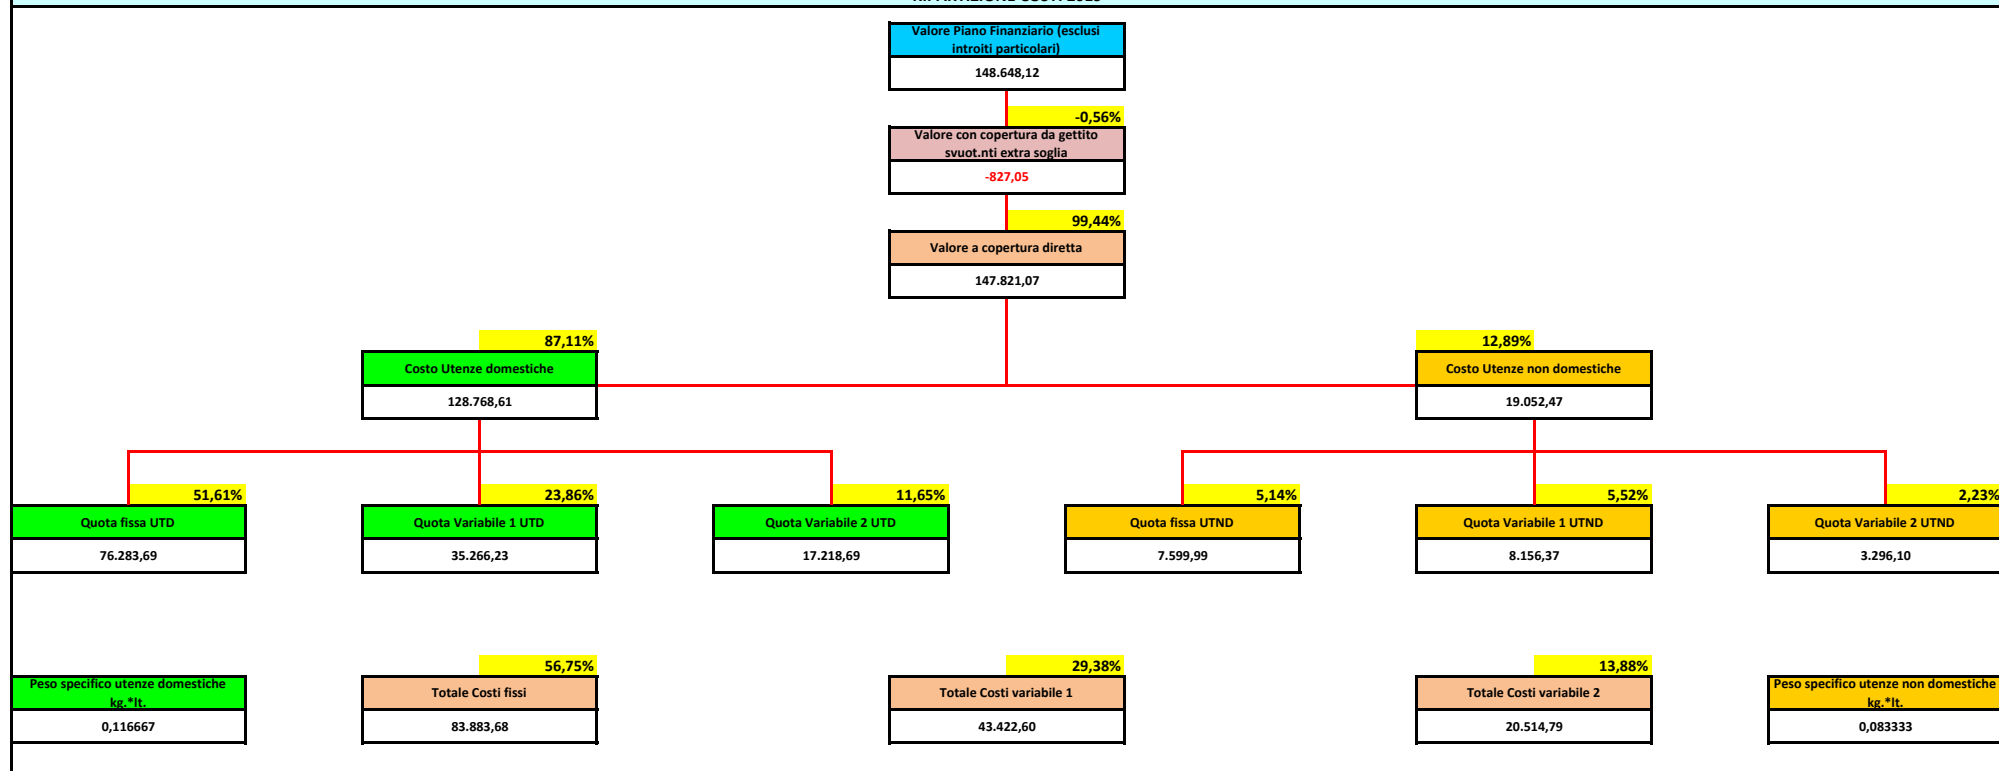 Valore Piano Finanziario (esclusi
introiti particolari)
148.648,12
-0,56%
Valore con copertura da gettito
svuot.nti extra soglia
-827,05
99,44%
Valore a copertura diretta
147.821,07
87,11%
12,89%
Costo Utenze domestiche
Costo Utenze non domestiche
128.768,61
19.052,47
51,61%
23,86%
11,65%
5,14%
5,52%
2,23%
Quota fissa UTD
Quota Variabile 1 UTD
Quota Variabile 2 UTD
Quota fissa UTND
Quota Variabile 1 UTND
Quota Variabile 2 UTND
76.283,69
35.266,23
17.218,69
7.599,99
8.156,37
3.296,10
56,75%
29,38%
13,88%
Peso specifico utenze domestiche
kg.*lt.
Totale Costi fissi
Totale Costi variabile 1
Totale Costi variabile 2
Peso specifico utenze non domestiche
kg.*lt.
0,116667
83.883,68
43.422,60
20.514,79
0,083333